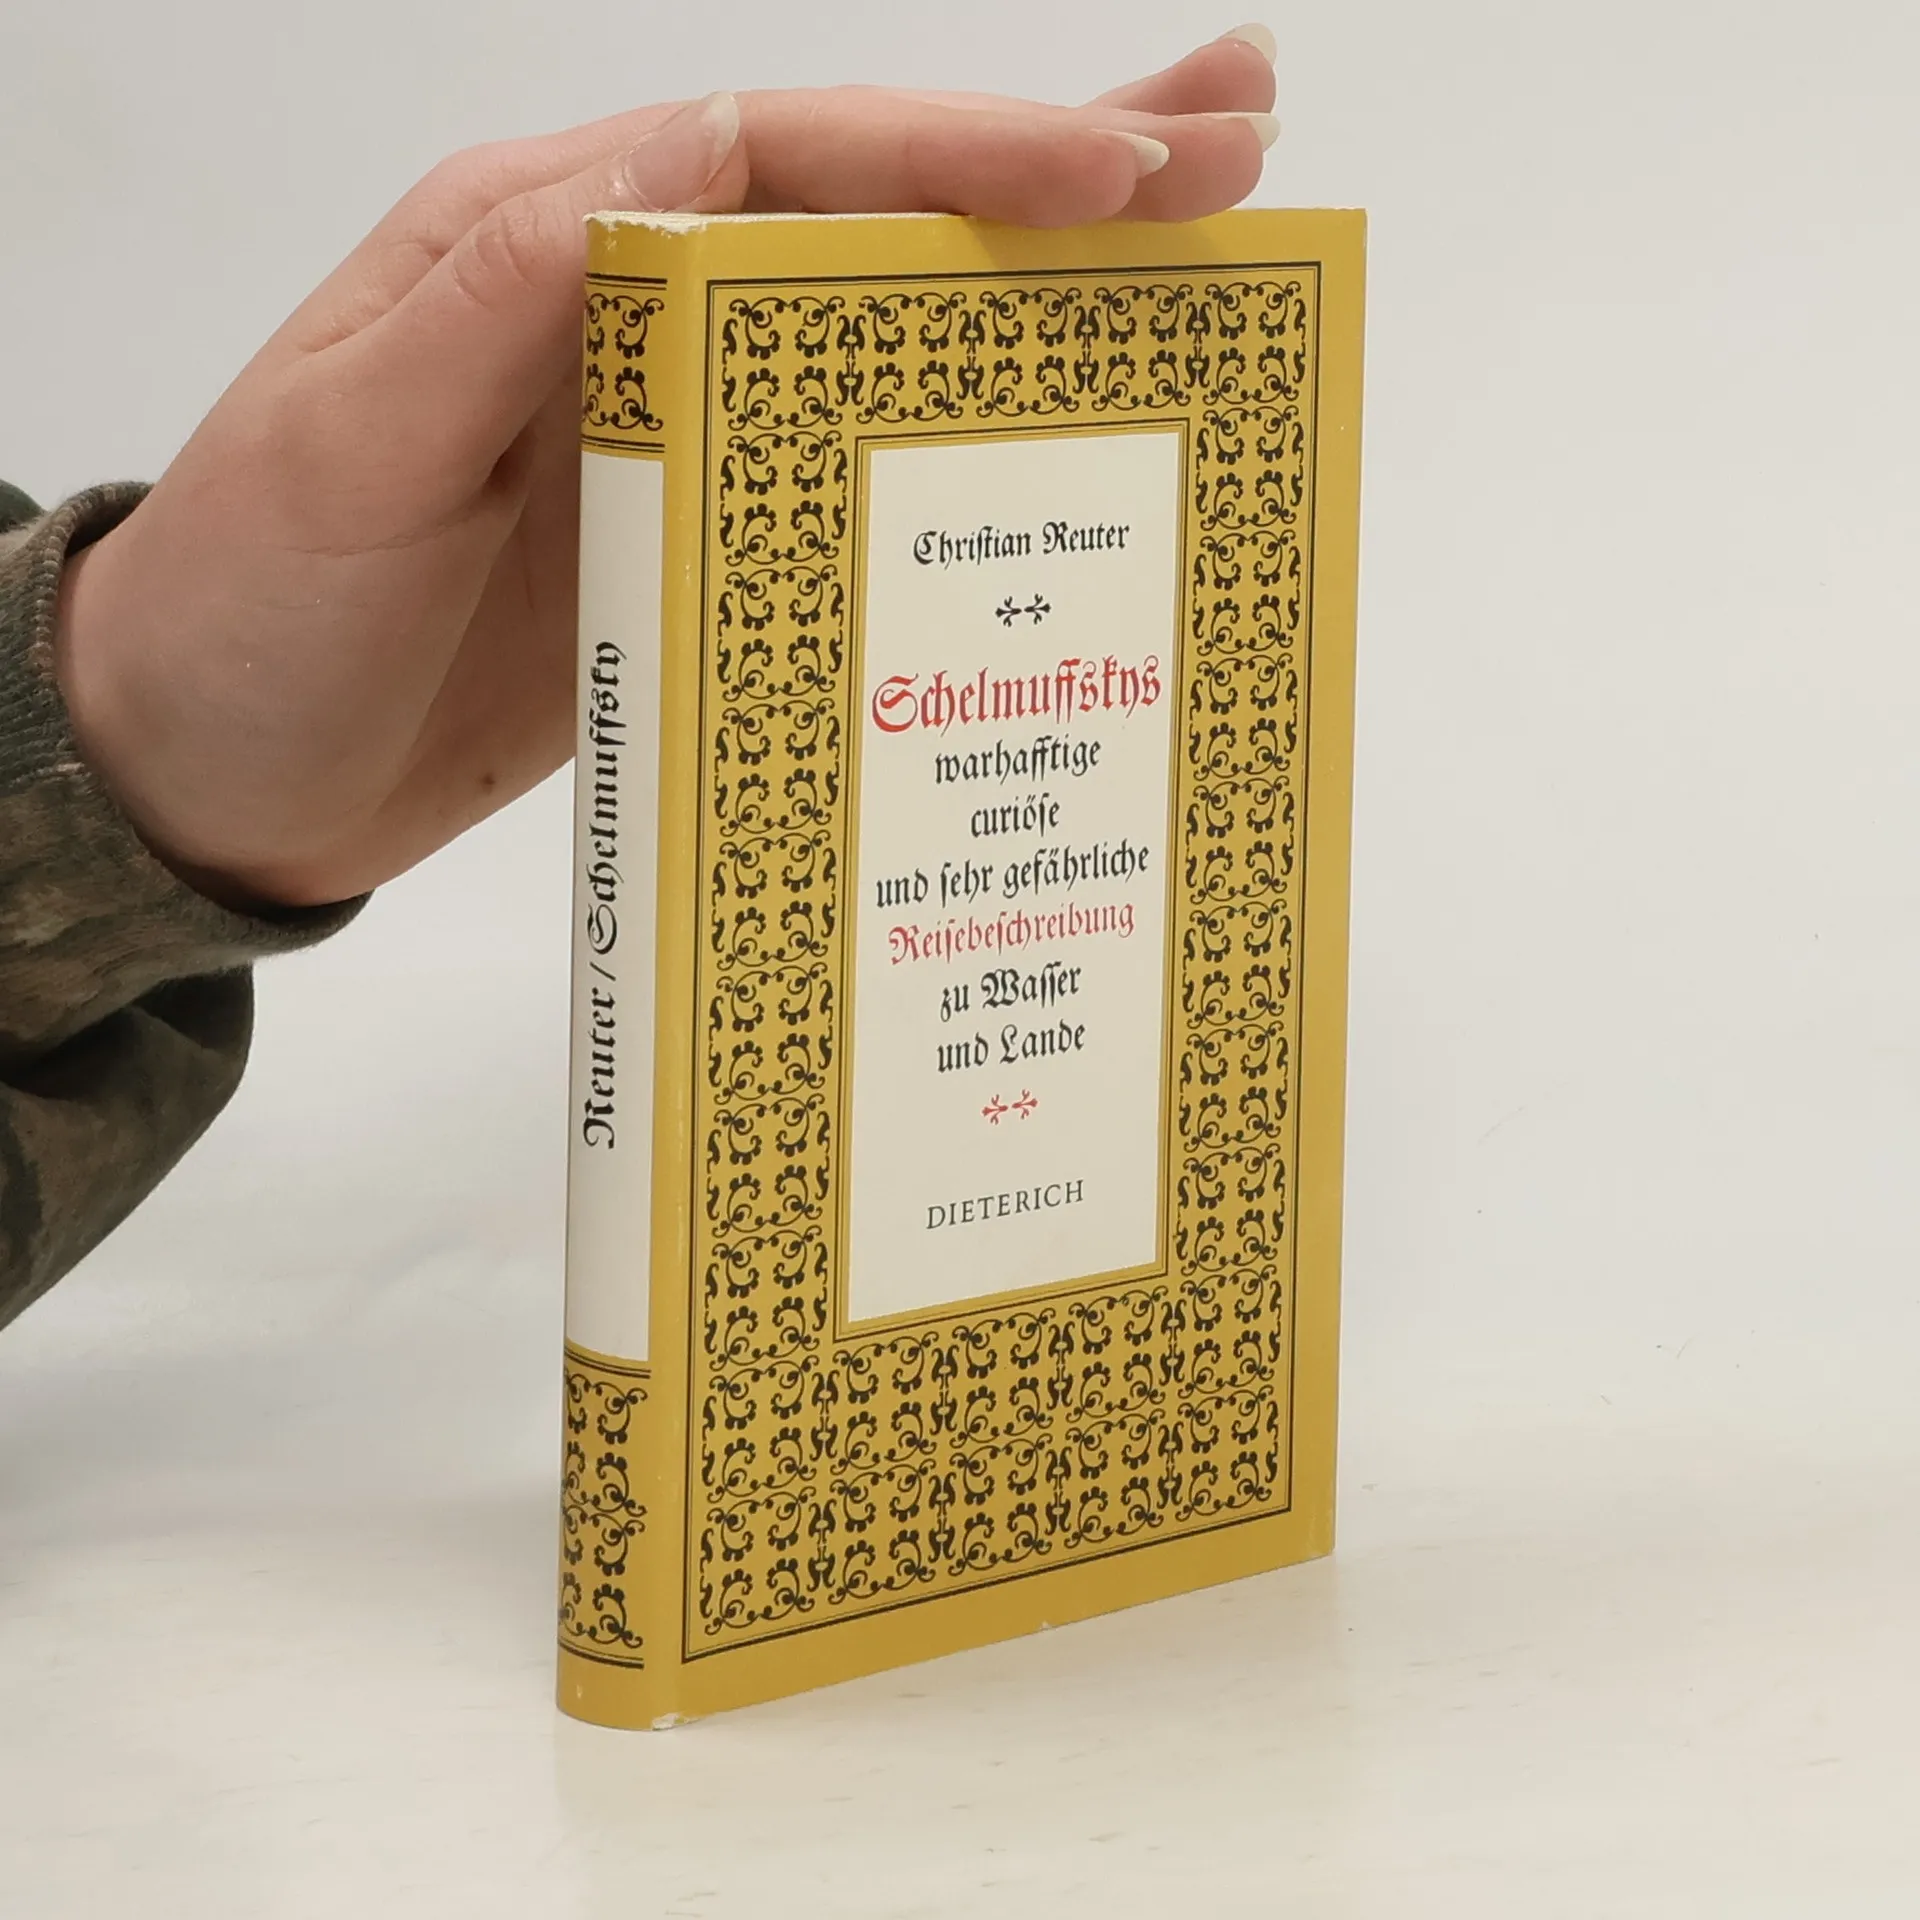 Reuter / Schelmuffsky
Christian Reuter
Schelmuffskys
warhafftige
curiöse
und sehr gefährliche
Reisebeschreibung
zu Wasser
und Lande
DIETERICH